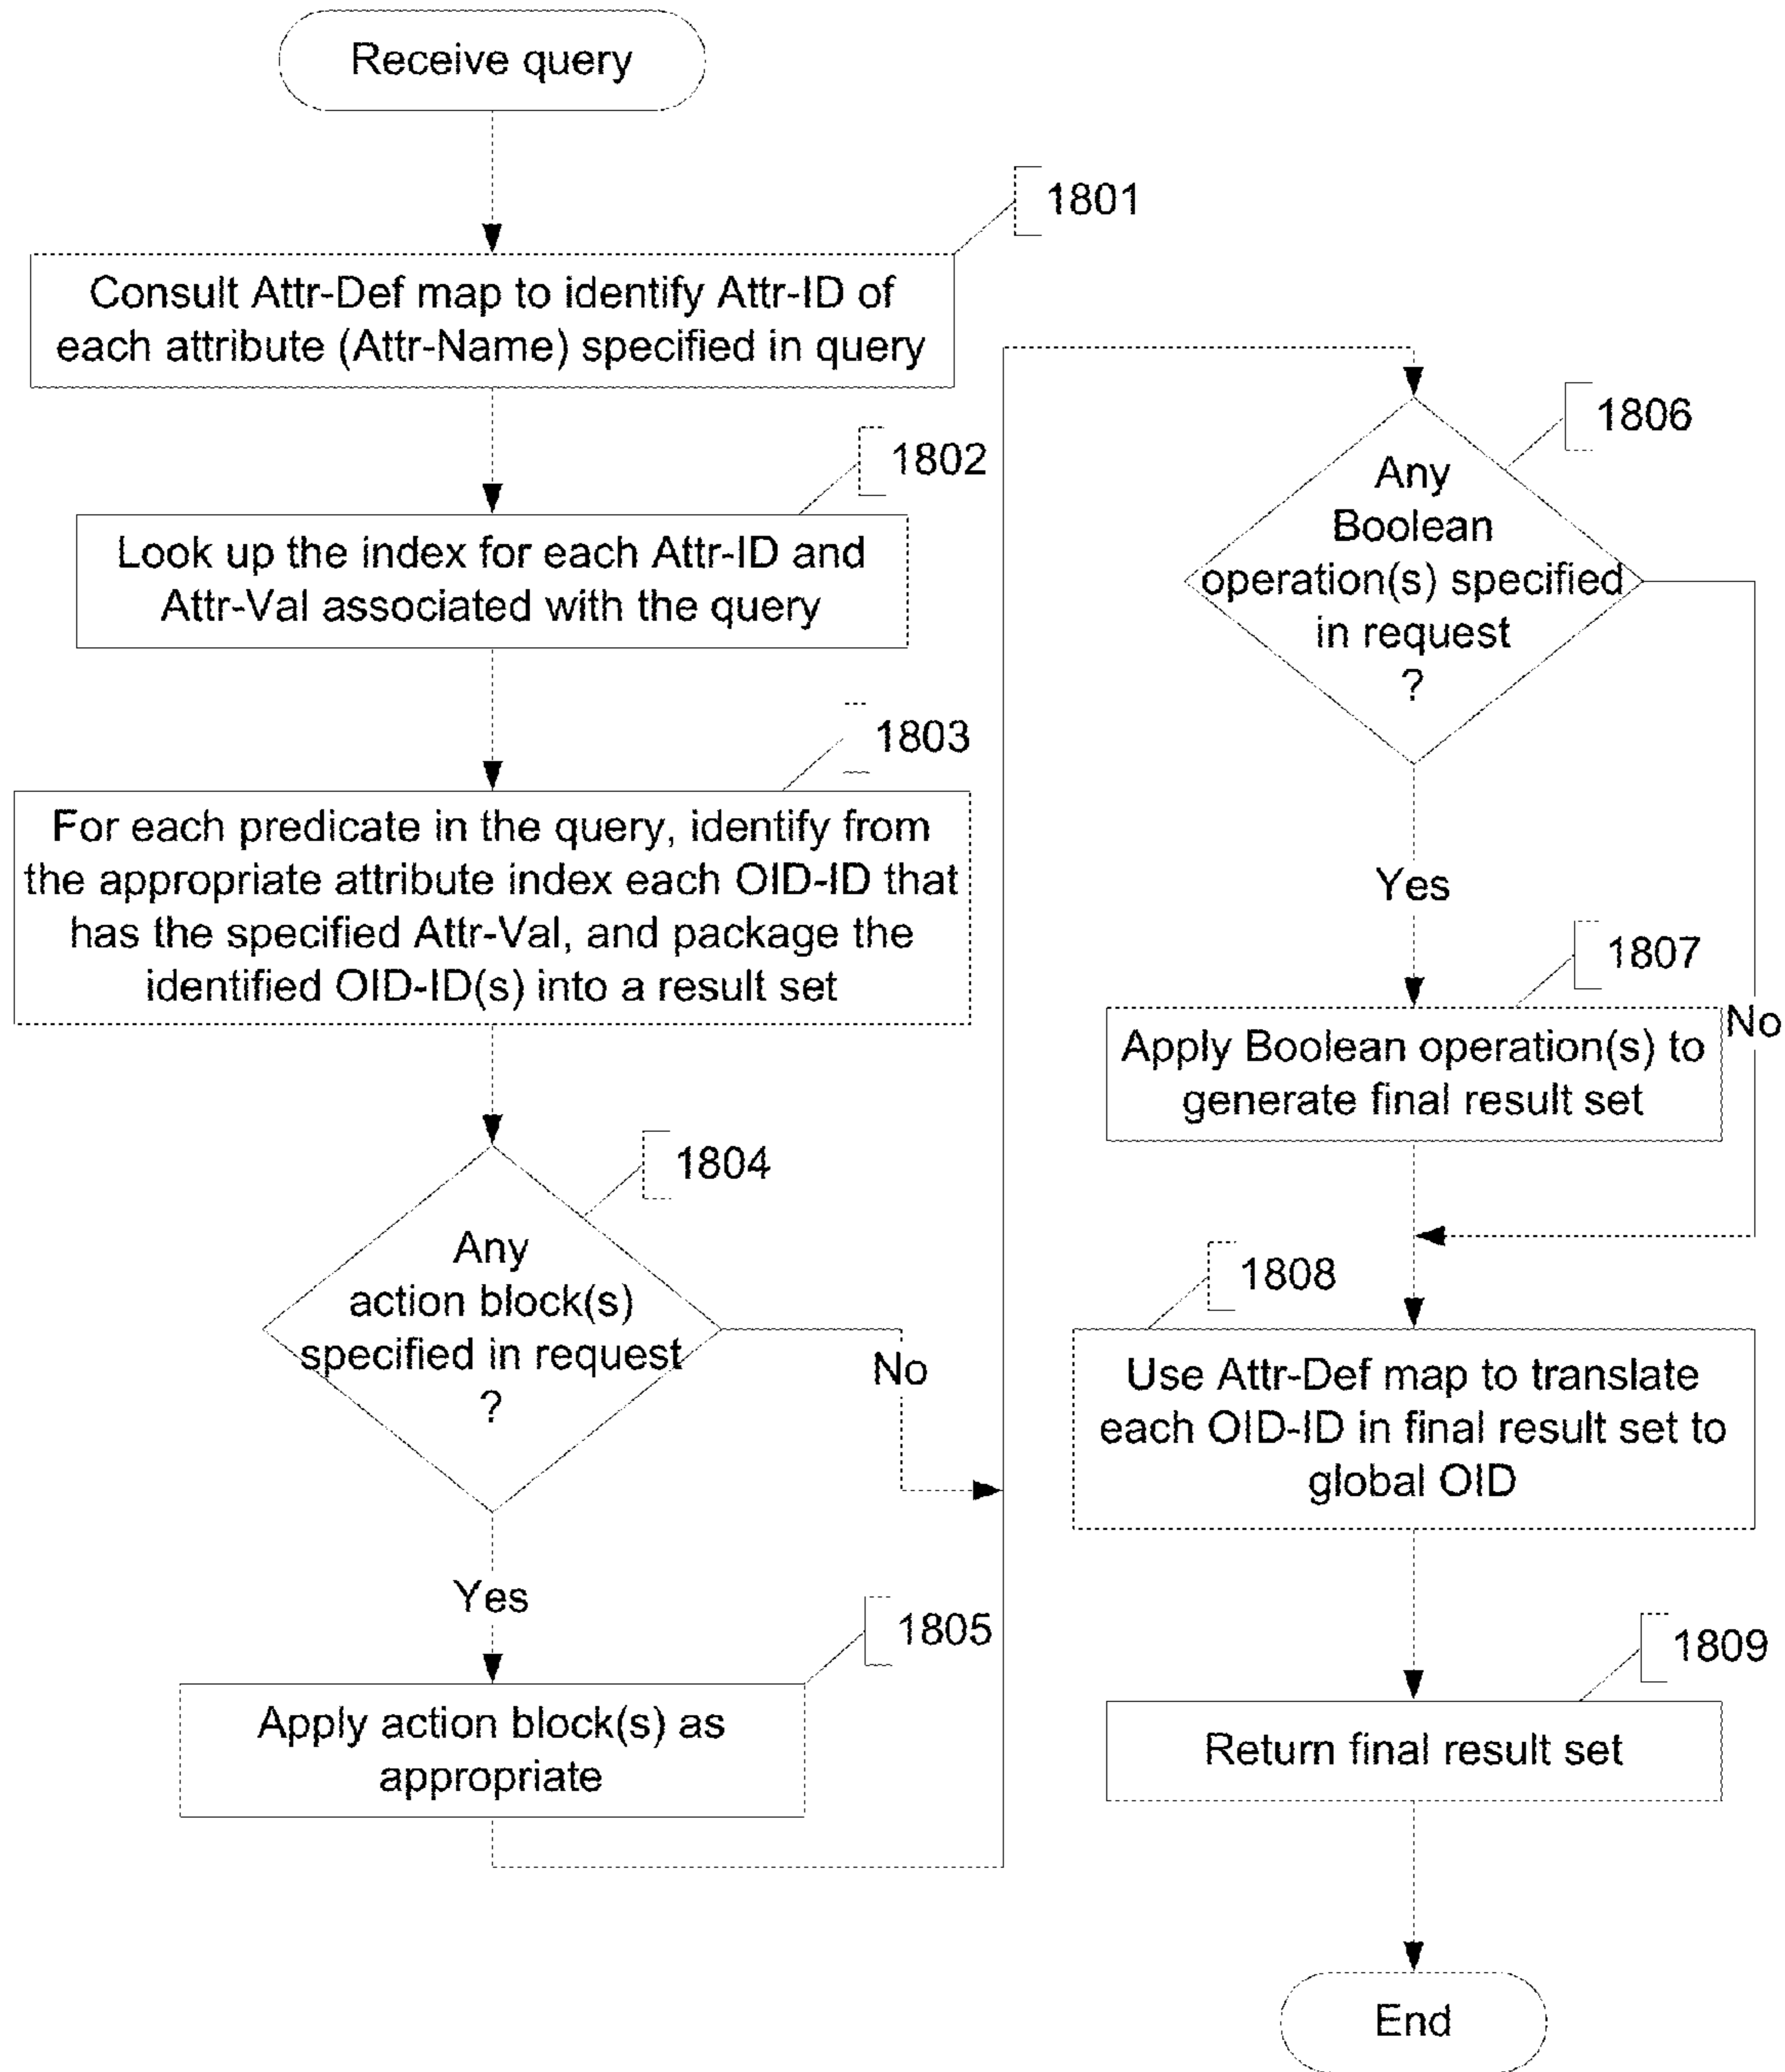 Receive query
1801
Consult Attr-Def map to identify Attr-ID of
each attribute (Attr-Name) specified in query
1802
Look up the index for each Attr-ID and
Attr-Val associated with the query
1803
For each predicate in the query, identify from
the appropriate attribute index each OID-ID that
has the specified Attr-Val, and package the
identified OID-ID(s) into a result set
1804
Any
action block(s)
specified in request
?
No
Yes
1805
Apply action block(s) as
appropriate
1806
Any
Boolean
operation(s) specified
in request
?
Yes
No
1807
Apply Boolean operation(s) to
generate final result set
1808
Use Attr-Def map to translate
each OID-ID in final result set to
global OID
1809
Return final result set
End